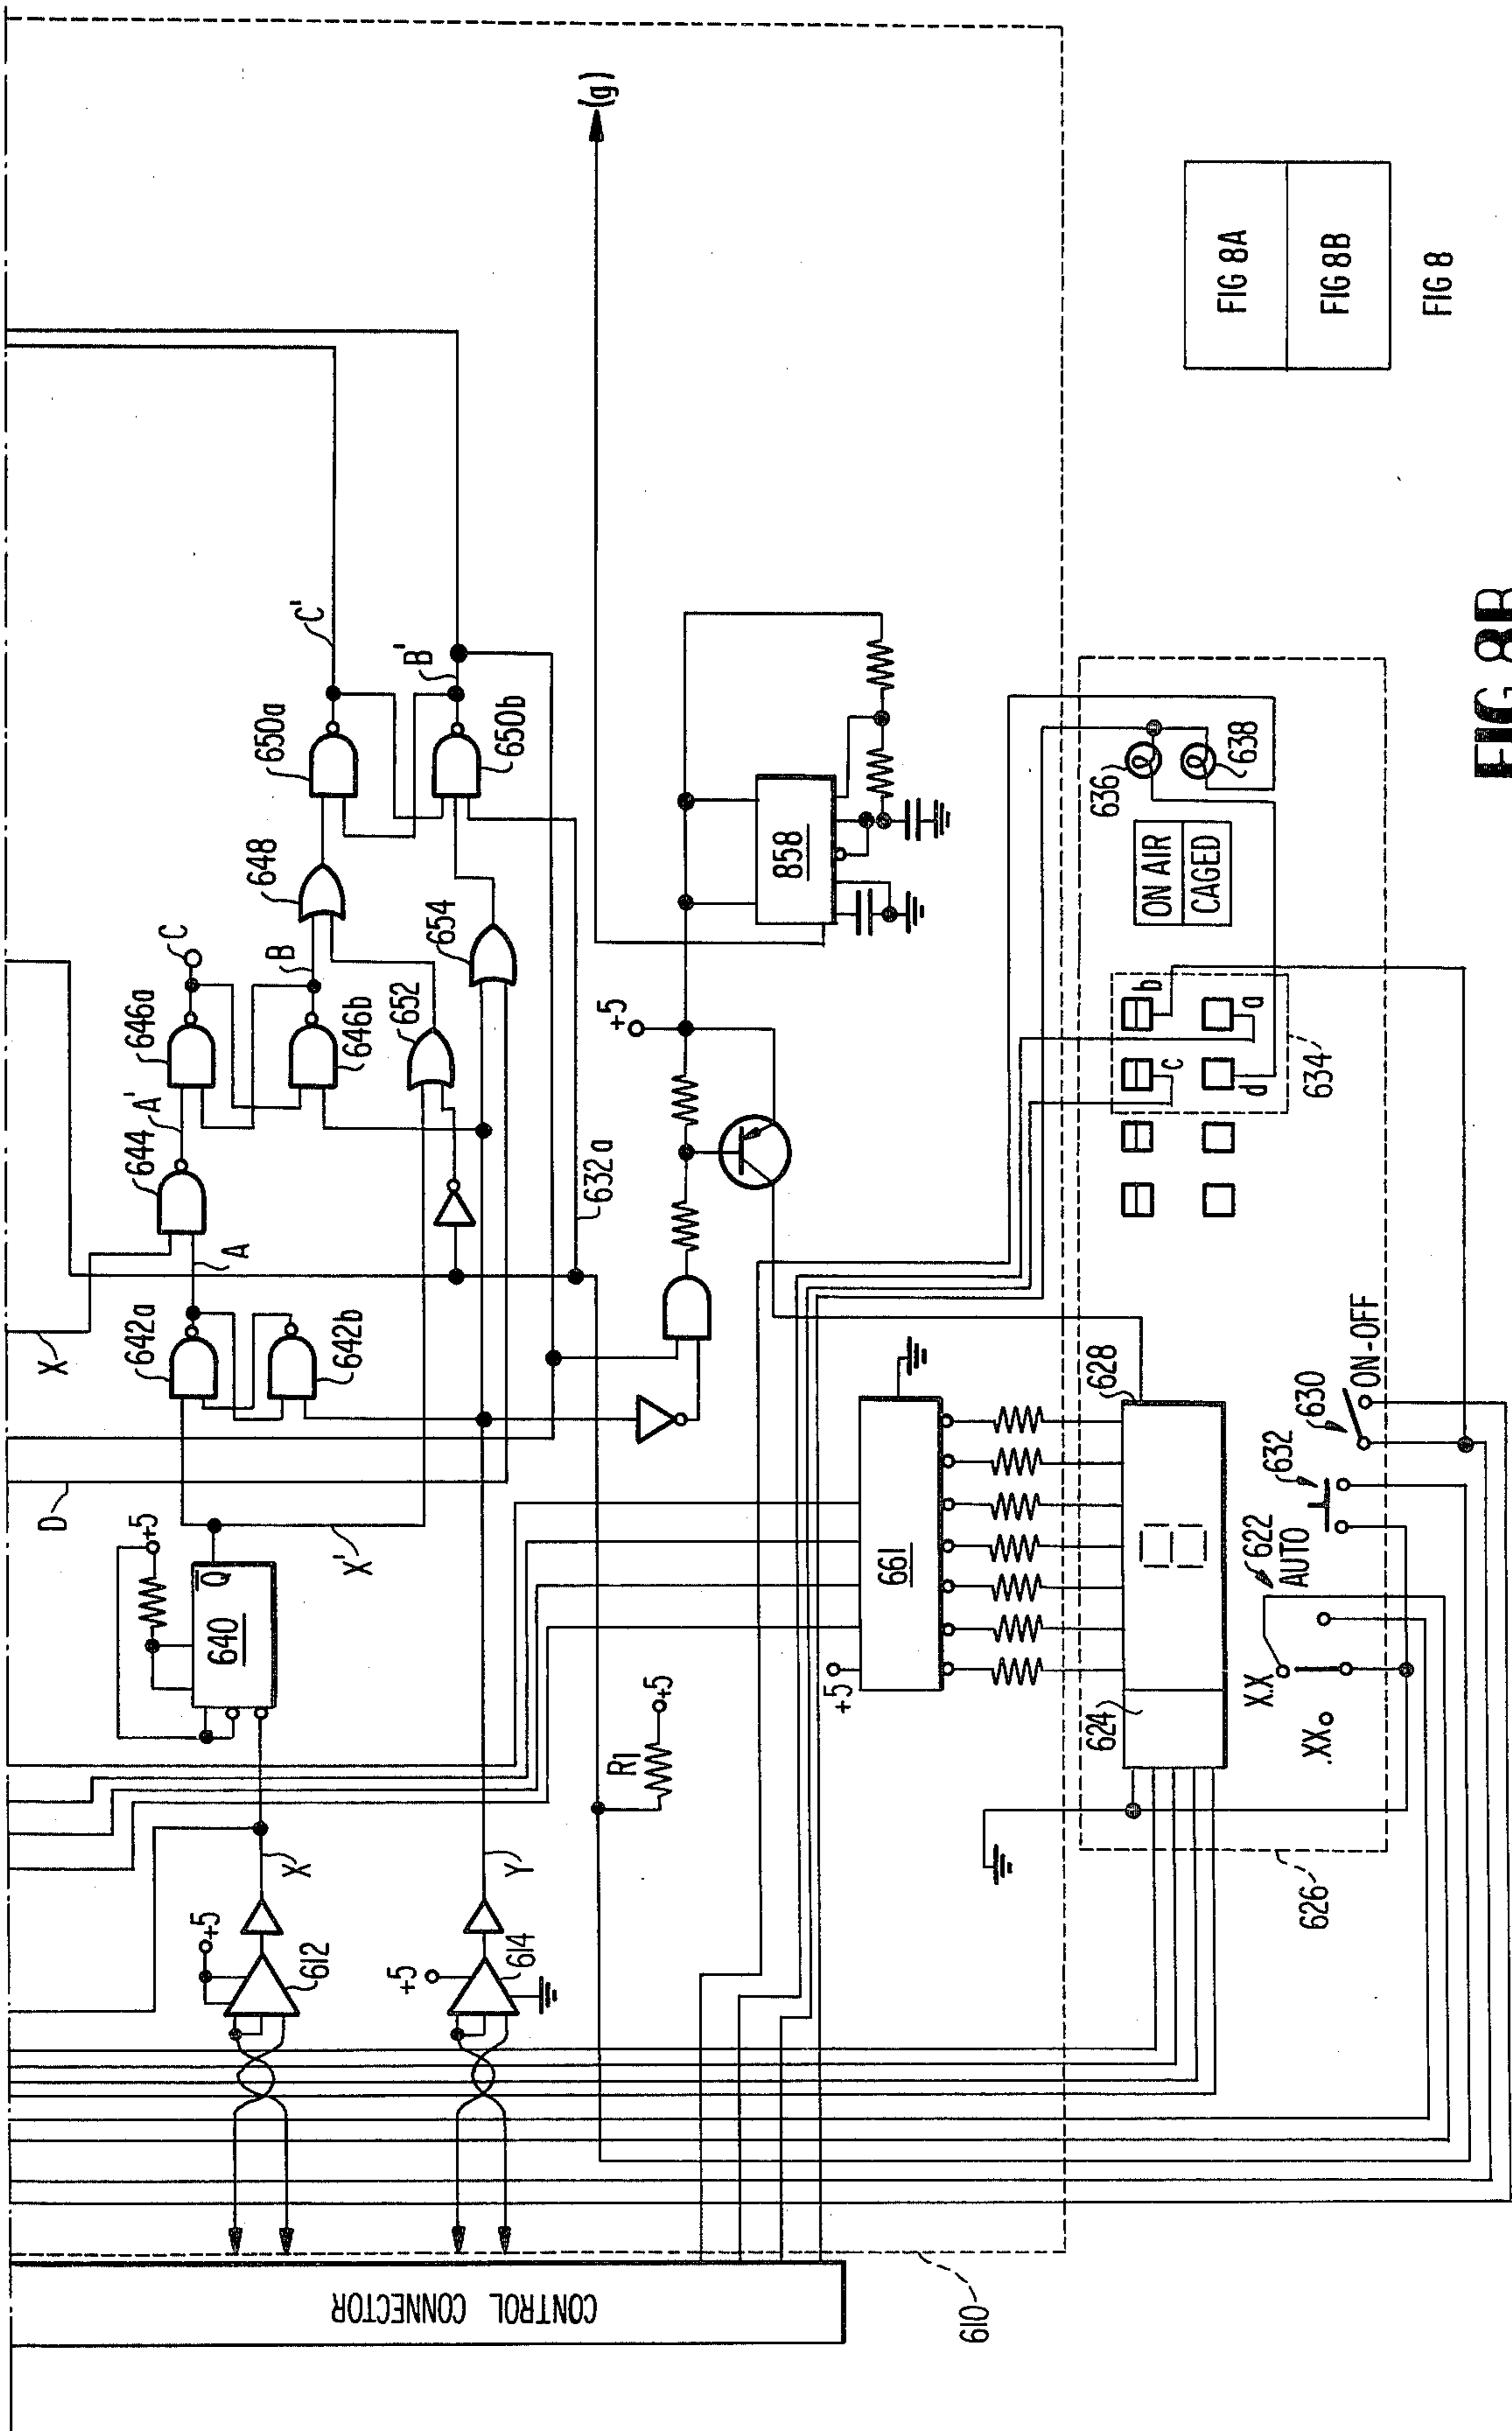 CONTROL CONNECTOR
619
612
+5
X
614
+5
Y
640
Q
+5
X'
D
X
642a
642b
A
644
A'
646a
646b
C
B
648
652
654
650a
650b
C'
B'
632a
(g)
R1
+5
+5
858
661
+5
628
624
626
X.X
.XX
622
AUTO
632
630
ON-OFF
634
a
b
c
d
ON AIR
CAGED
636
638
FIG 8A
FIG 8B
FIG 8
FIG 8B